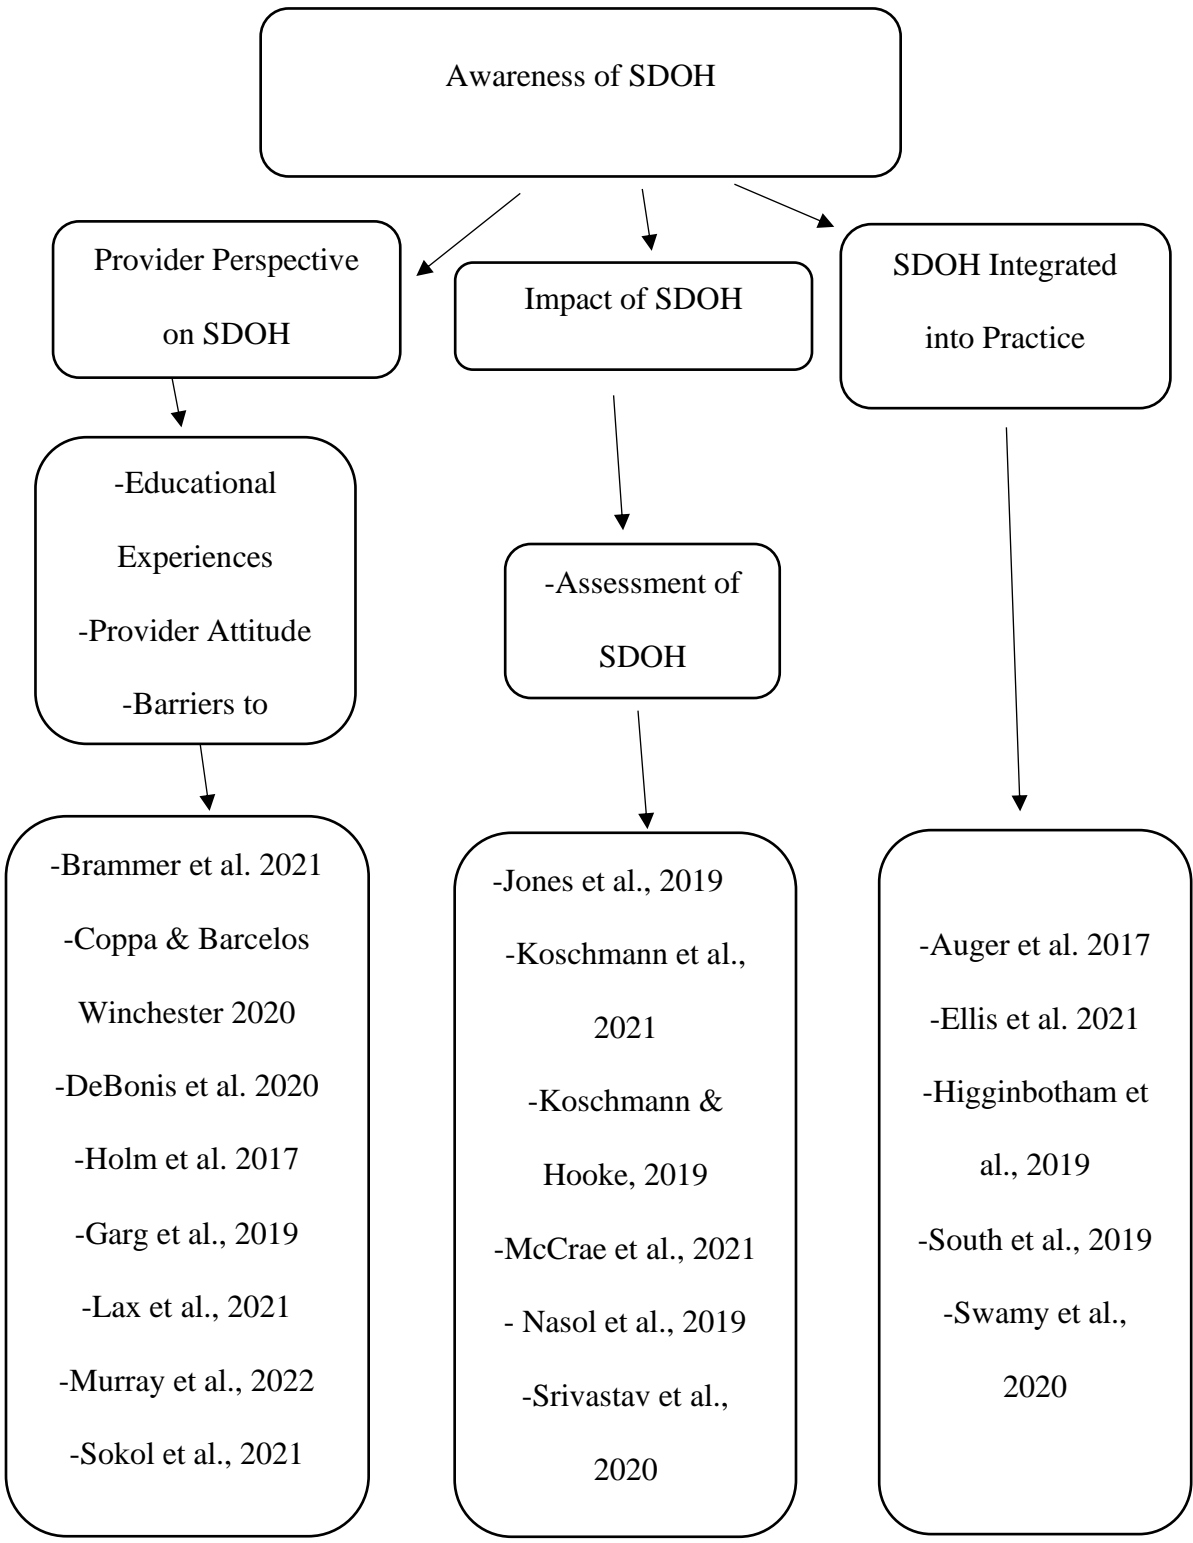 Awareness of SDOH
Provider Perspective
on SDOH
Impact of SDOH
SDOH Integrated
into Practice
-Educational
Experiences
-Provider Attitude
-Barriers to
-Assessment of
SDOH
-Brammer et al. 2021
-Coppa & Barcelos
Winchester 2020
-DeBonis et al. 2020
-Holm et al. 2017
-Garg et al., 2019
-Lax et al., 2021
-Murray et al., 2022
-Sokol et al., 2021
-Jones et al., 2019
-Koschmann et al.,
2021
-Koschmann &
Hooke, 2019
-McCrae et al., 2021
- Nasol et al., 2019
-Srivastav et al.,
2020
-Auger et al. 2017
-Ellis et al. 2021
-Higginbotham et
al., 2019
-South et al., 2019
-Swamy et al.,
2020